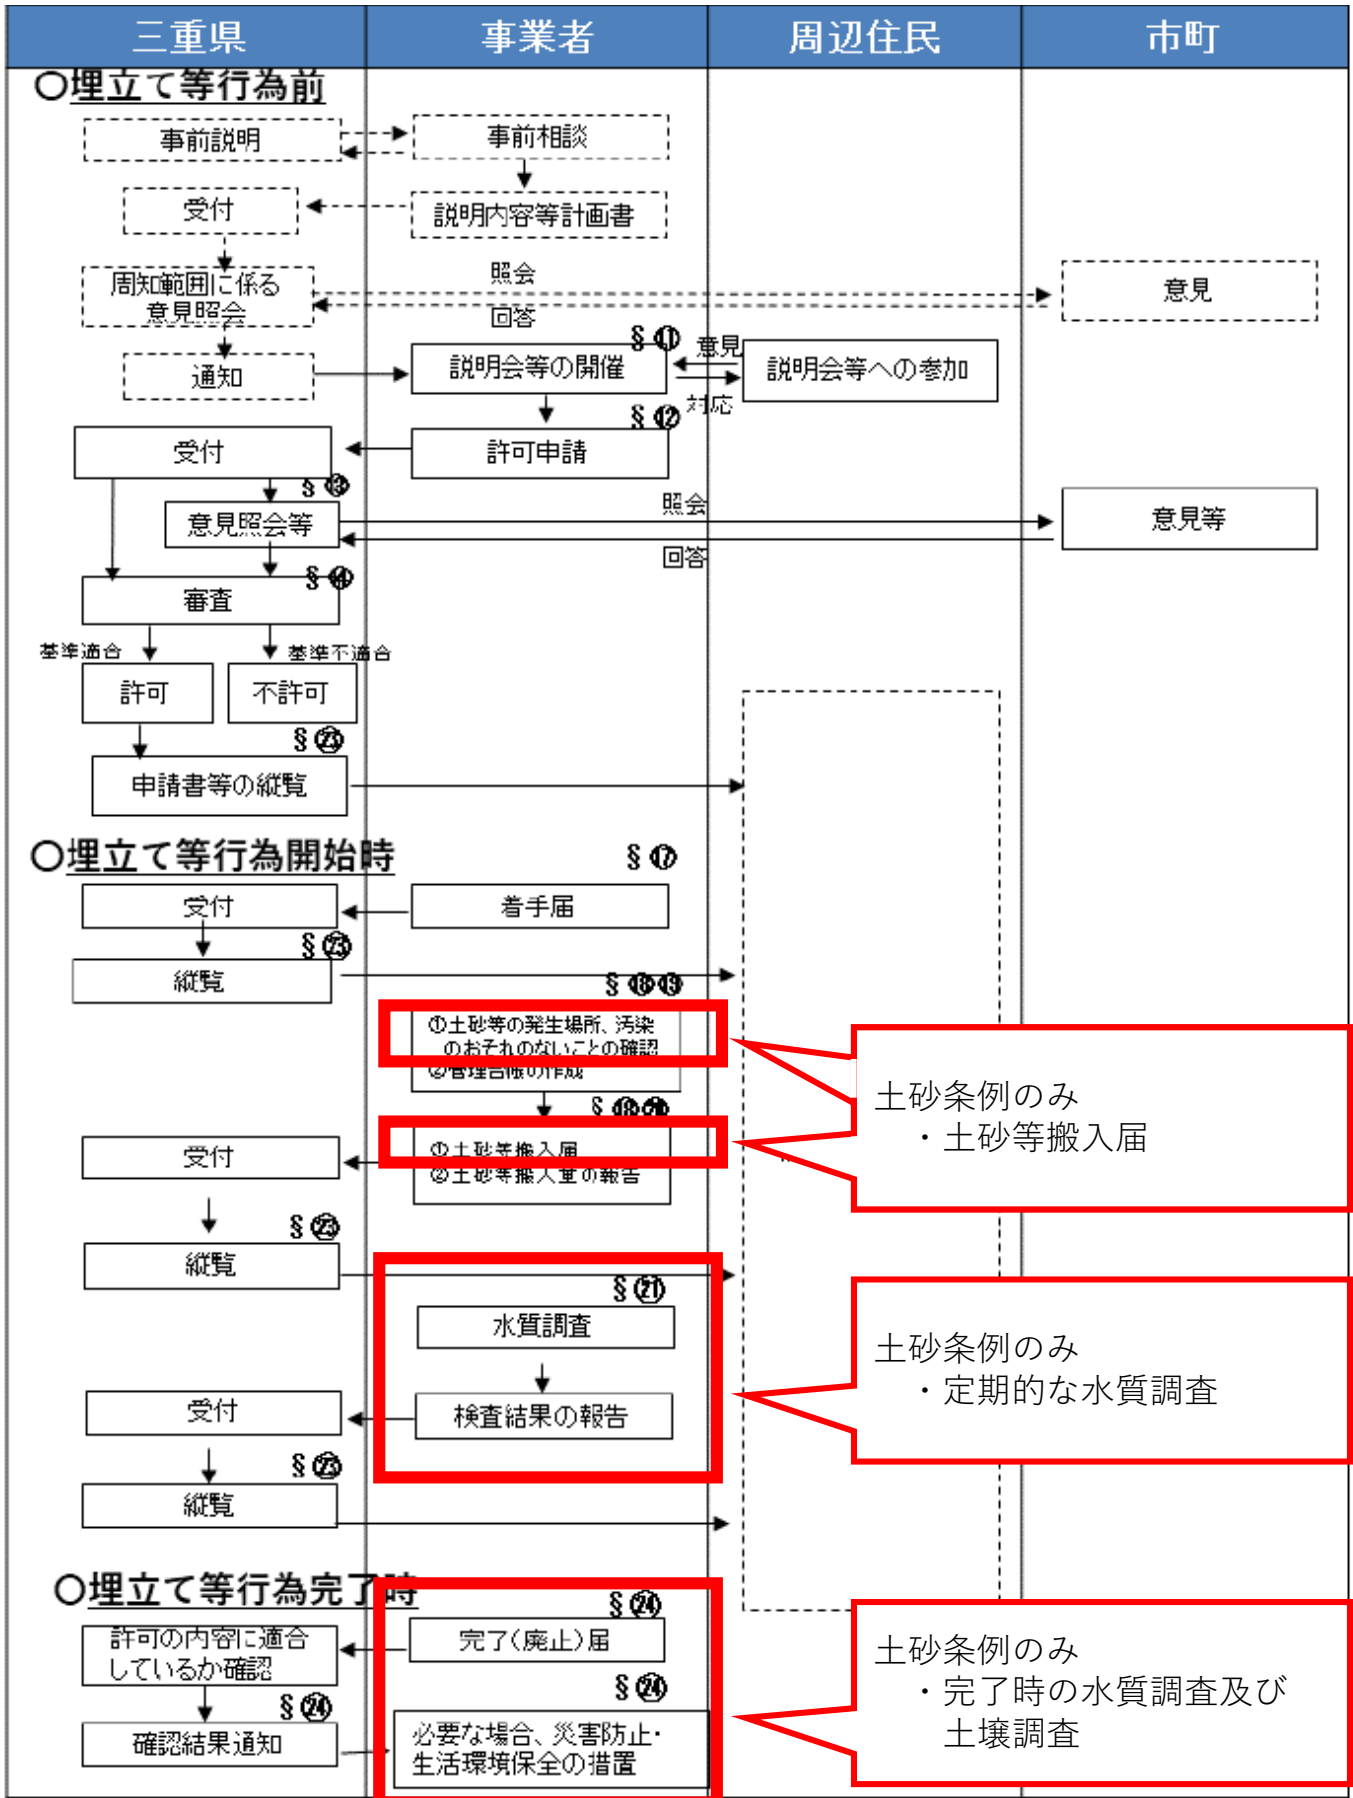 三重県
事業者
周辺住民
市町
〇埋立て等行為前
事前説明
事前相談
受付
説明内容等計画書
周知範囲に係る
意見照会
照会
回答
意見
通知
§⑪
説明会等の開催
意見
対応
説明会等への参加
§⑫
受付
許可申請
§⑬
意見照会等
照会
回答
意見等
§⑭
審査
基準適合
基準不適合
許可
不許可
§㉓
申請書等の縦覧
〇埋立て等行為開始時
§⑰
受付
着手届
§㉓
縦覧
§⑱⑲
①土砂等の発生場所、汚染
のおそれのないことの確認
②管理台帳の作成
土砂条例のみ
・土砂等搬入届
§⑱⑳
受付
①土砂等搬入届
②土砂等搬入量の報告
§㉓
縦覧
§㉑
水質調査
土砂条例のみ
・定期的な水質調査
受付
検査結果の報告
§㉓
縦覧
〇埋立て等行為完了時
§㉔
許可の内容に適合
しているか確認
完了(廃止)届
土砂条例のみ
・完了時の水質調査及び
土壌調査
§㉔
§㉔
確認結果通知
必要な場合、災害防止・
生活環境保全の措置